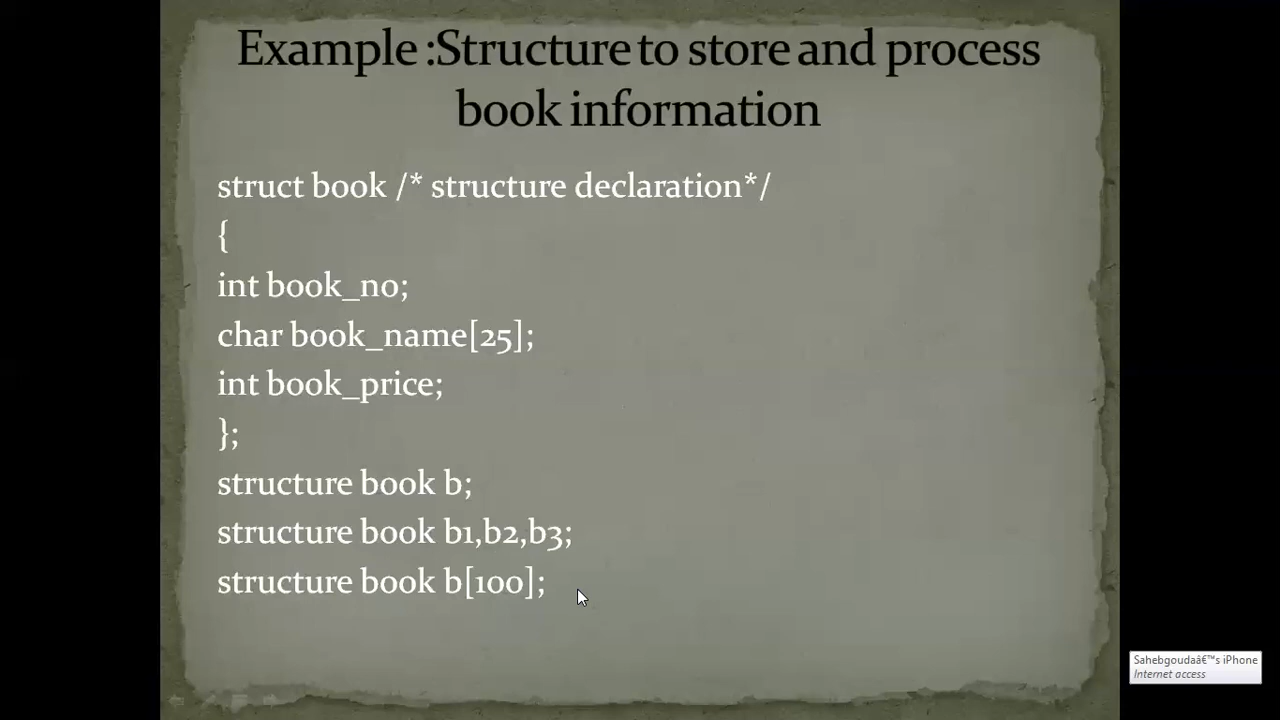 Example :Structure to store and process
book information
struct book /* structure declaration*/
{
int book_no;
char book_name[25];
int book_price;
};
structure book b;
structure book b1,b2,b3;
structure book b[100];
Sahebgoudaâ€™s iPhone
Internet access